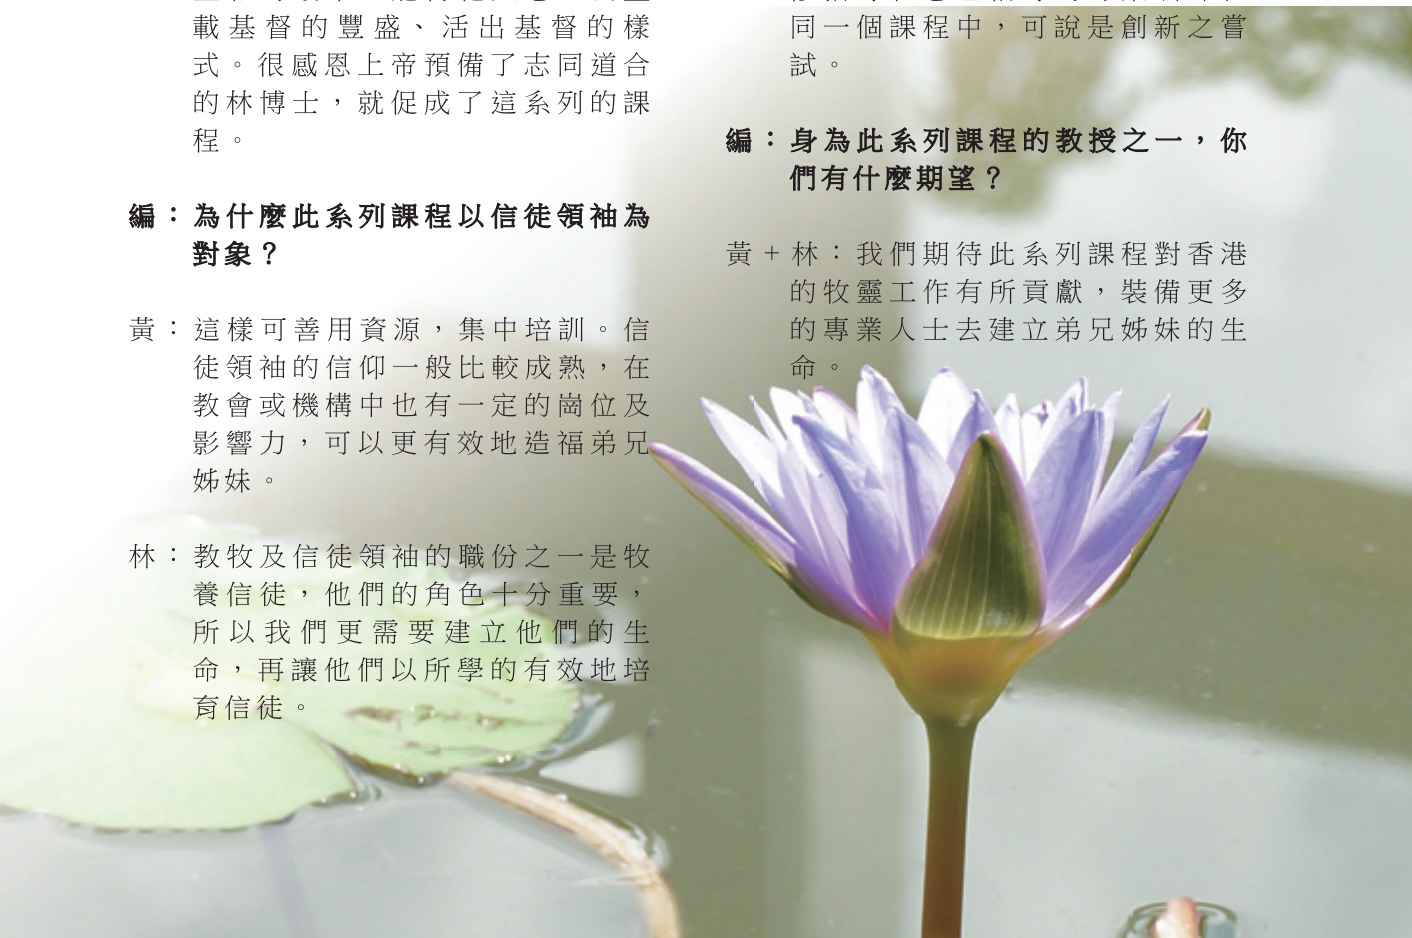 載基督的豐盛、活出基督的樣
式。很感恩上帝預備了志同道合
的林博士，就促成了這系列的課
程。
編：為什麼此系列課程以信徒領袖為
對象？
黃：這樣可善用資源，集中培訓。信
徒領袖的信仰一般比較成熟，在
教會或機構中也有一定的崗位及
影響力，可以更有效地造福弟兄
姊妹。
林：教牧及信徒領袖的職份之一是牧
養信徒，他們的角色十分重要，
所以我們更需要建立他們的生
命，再讓他們以所學的有效地培
育信徒。
同一個課程中，可說是創新之嘗
試。
編：身為此系列課程的教授之一，你
們有什麼期望？
黃+林：我們期待此系列課程對香港
的牧靈工作有所貢獻，裝備更多
的專業人士去建立弟兄姊妹的生
命。